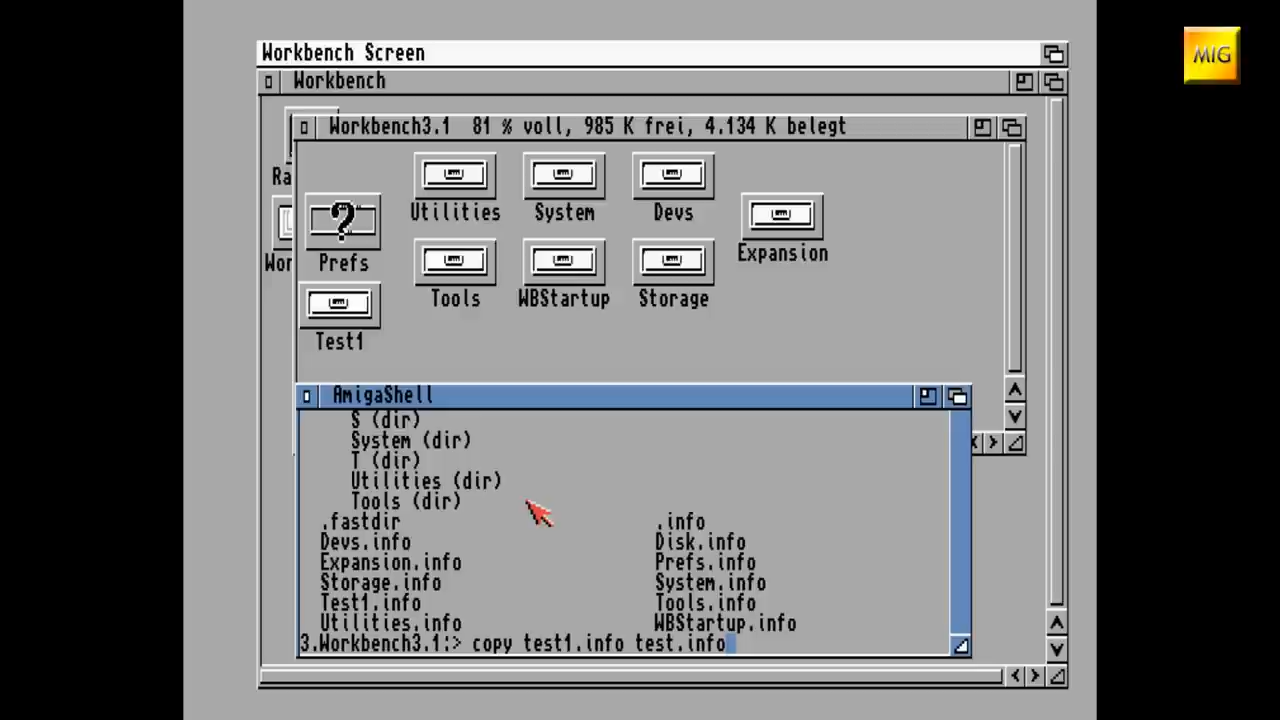 MIG
Workbench Screen
Workbench
Workbench3.1 81 % voll, 985 K frei, 4.134 K belegt
Ra
Utilities System Devs
Wor
Prefs
Expansion
Tools WBStartup Storage
Test1
AmigaShell
S (dir)
System (dir)
T (dir)
Utilities (dir)
Tools (dir)
.fastdir .info
Devs.info Disk.info
Expansion.info Prefs.info
Storage.info System.info
Test1.info Tools.info
Utilities.info WBStartup.info
3.Workbench3.1:> copy test1.info test.info